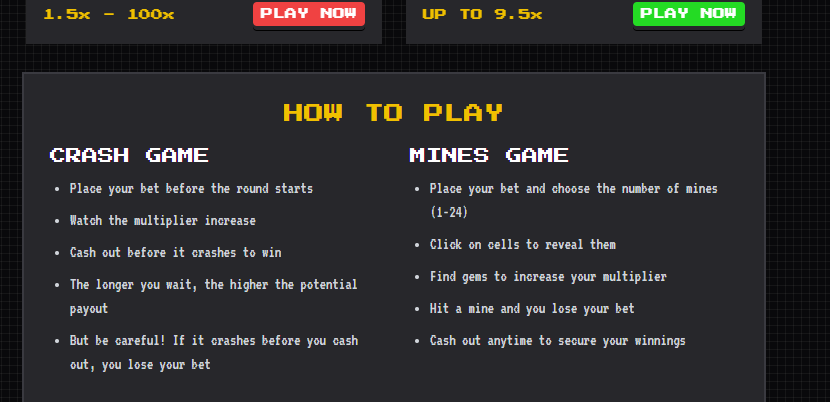 1.5x - 100x PLAY NOW UP TO 9.5x PLAY NOW
HOW TO PLAY
CRASH GAME
• Place your bet before the round starts
• Watch the multiplier increase
• Cash out before it crashes to win
• The longer you wait, the higher the potential
payout
• But be careful! If it crashes before you cash
out, you lose your bet
MINES GAME
• Place your bet and choose the number of mines
(1-24)
• Click on cells to reveal them
• Find gems to increase your multiplier
• Hit a mine and you lose your bet
• Cash out anytime to secure your winnings